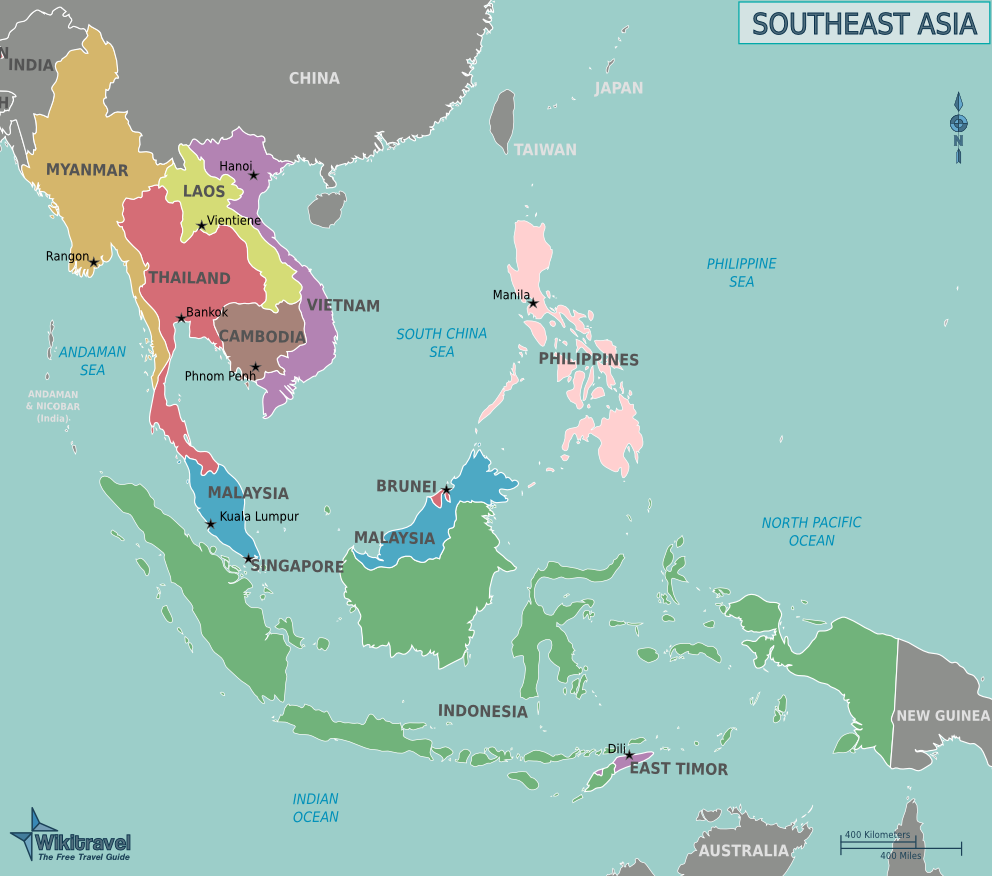 SOUTHEAST ASIA
N
INDIA
H
CHINA
JAPAN
TAIWAN
N
MYANMAR
Hanoi
LAOS
Vientiene
Rangon
THAILAND
Bankok
VIETNAM
CAMBODIA
Phnom Penh
Manila
PHILIPPINES
PHILIPPINE
SEA
SOUTH CHINA
SEA
ANDAMAN
SEA
ANDAMAN
& NICOBAR
(India)
BRUNEI
MALAYSIA
Kuala Lumpur
MALAYSIA
SINGAPORE
NORTH PACIFIC
OCEAN
INDONESIA
NEW GUINEA
Dili
EAST TIMOR
INDIAN
OCEAN
AUSTRALIA
400 Kilometers
400 Miles
Wikitravel
The Free Travel Guide